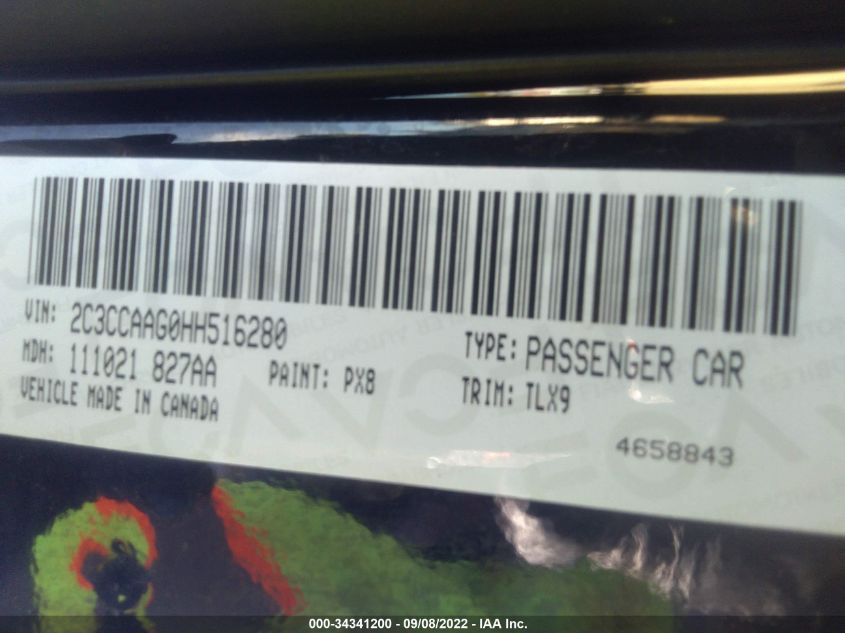 VIN: 2C3CCAAG0HH516280
TYPE: PASSENGER CAR
MDH: 111021 827AA
PAINT: PX8
TRIM: TLX9
VEHICLE MADE IN CANADA
4658843
000-34341200 - 09/08/2022 - IAA Inc.